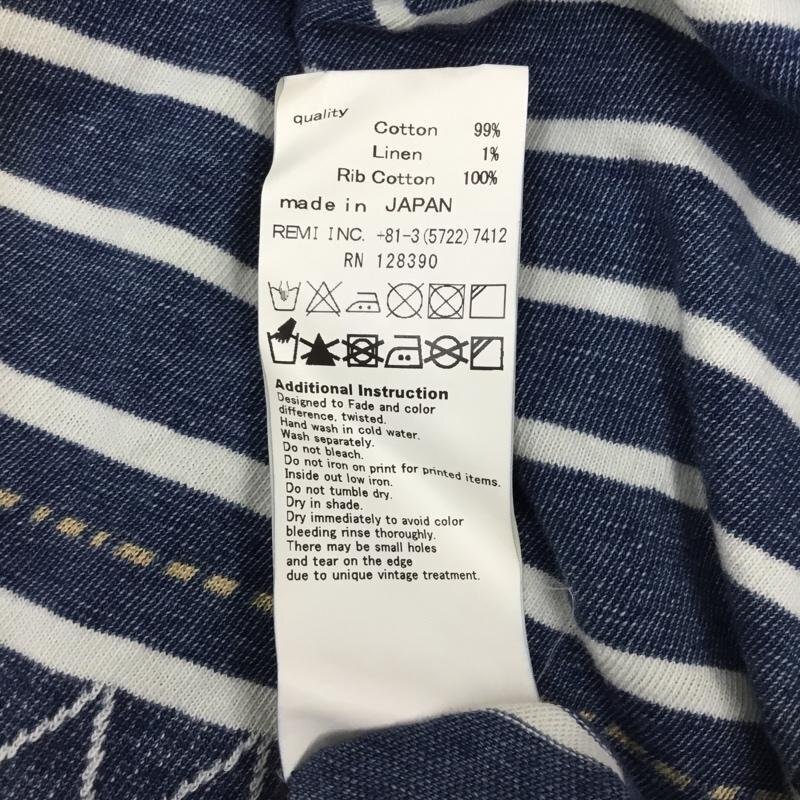 quality
Cotton 99%
Linen 1%
Rib Cotton 100%
made in JAPAN
REMI INC. +81-3(5722)7412
RN 128390
Additional Instruction
Designed to Fade and color
difference, twisted.
Hand wash in cold water.
Wash separately.
Do not bleach.
Do not iron on print for printed items.
Inside out low iron.
Do not tumble dry.
Dry in shade.
Dry immediately to avoid color
bleeding rinse thoroughly.
There may be small holes
and tear on the edge
due to unique vintage treatment.